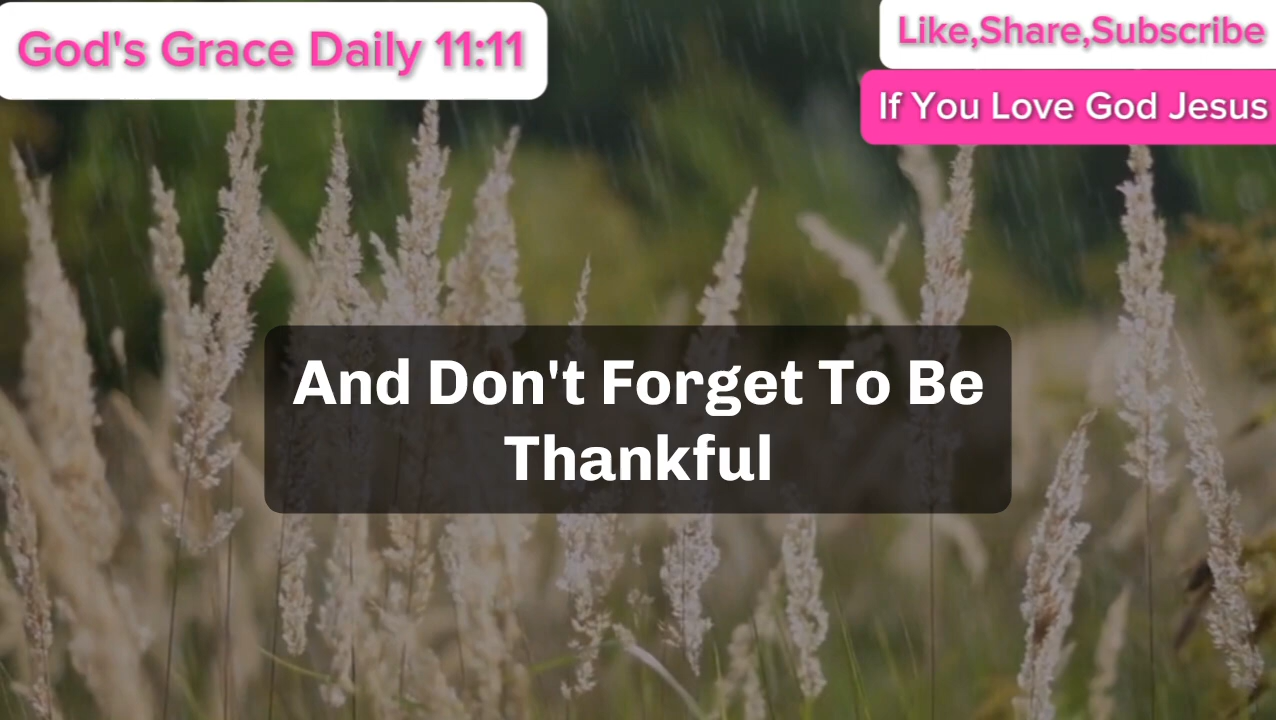 God's Grace Daily 11:11
Like,Share,Subscribe
If You Love God Jesus
And Don't Forget To Be
Thankful